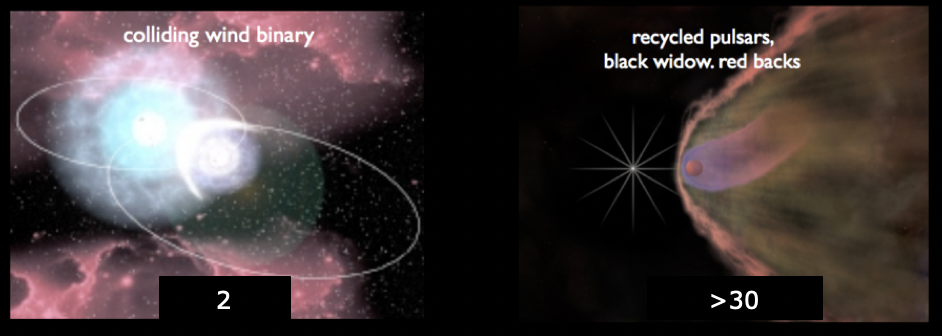 colliding wind binary
2
recycled pulsars,
black widow. red backs
>30